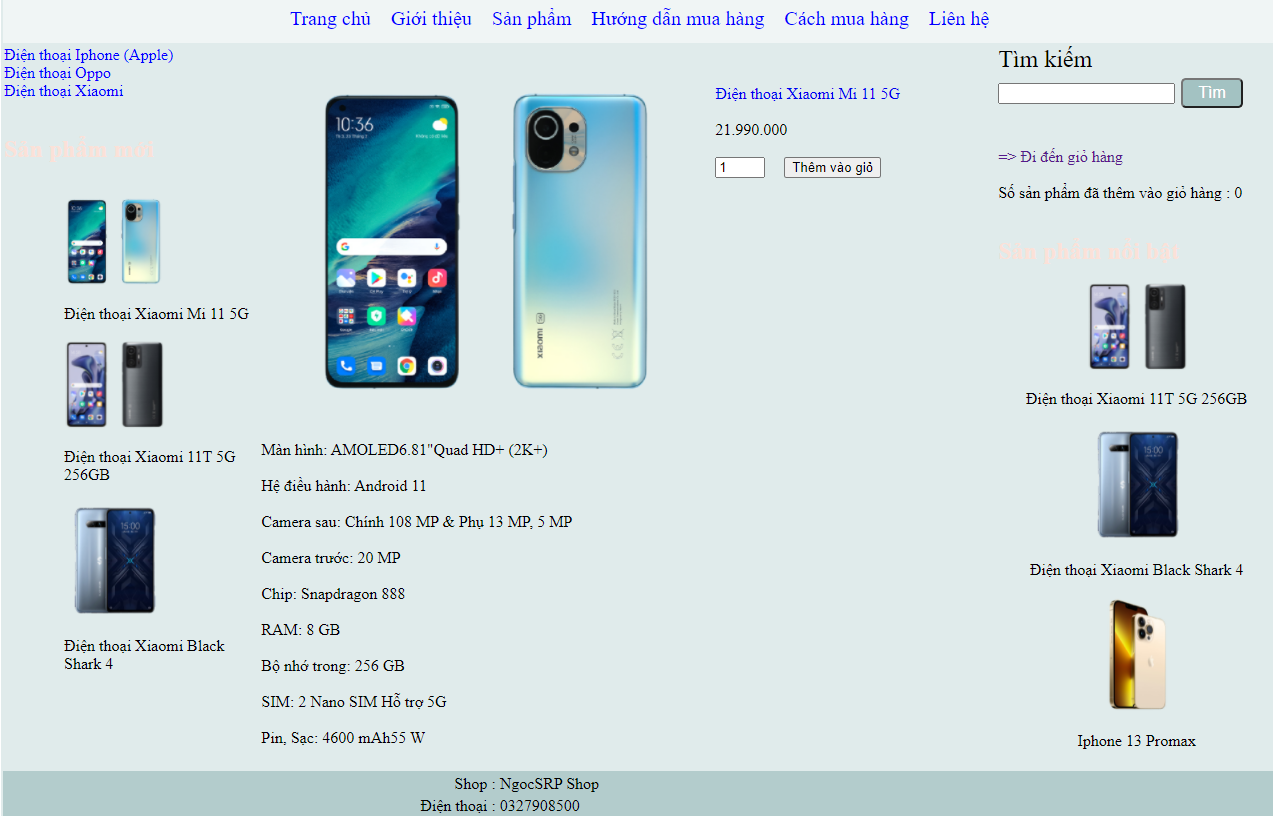 Trang chủ Giới thiệu Sản phẩm Hướng dẫn mua hàng Cách mua hàng Liên hệ
Điện thoại Iphone (Apple)
Điện thoại Oppo
Điện thoại Xiaomi
Sản phẩm mới
Điện thoại Xiaomi Mi 11 5G
Điện thoại Xiaomi 11T 5G
256GB
Điện thoại Xiaomi Black
Shark 4
10:36
XIAOMI
Điện thoại Xiaomi Mi 11 5G
21.990.000
1 Thêm vào giỏ
Màn hình: AMOLED6.81"Quad HD+ (2K+)
Hệ điều hành: Android 11
Camera sau: Chính 108 MP & Phụ 13 MP, 5 MP
Camera trước: 20 MP
Chip: Snapdragon 888
RAM: 8 GB
Bộ nhớ trong: 256 GB
SIM: 2 Nano SIM Hỗ trợ 5G
Pin, Sạc: 4600 mAh55 W
Tìm kiếm
Tìm
=> Đi đến giỏ hàng
Số sản phẩm đã thêm vào giỏ hàng : 0
Sản phẩm nổi bật
Điện thoại Xiaomi 11T 5G 256GB
15:00
Điện thoại Xiaomi Black Shark 4
Iphone 13 Promax
Shop : NgocSRP Shop
Điện thoại : 0327908500